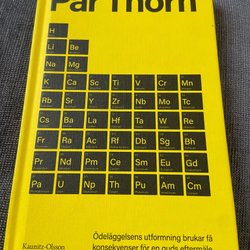 Pär Thörn
H
Li Be
Na Mg
K Ca Sc Ti V Cr Mn
Rb Sr Y Zr Nb Mo Tc
Cs Ba La Hf Ta W Re
Fr Ra Ac Rf Db Sg Bh
Pr Nd Pm Sm Eu Gd
Pa U Np Pu Am Cm
Ödeläggelsens utformning brukar få
konsekvenser för en guds eftermäle
Kaunitz-Olsson